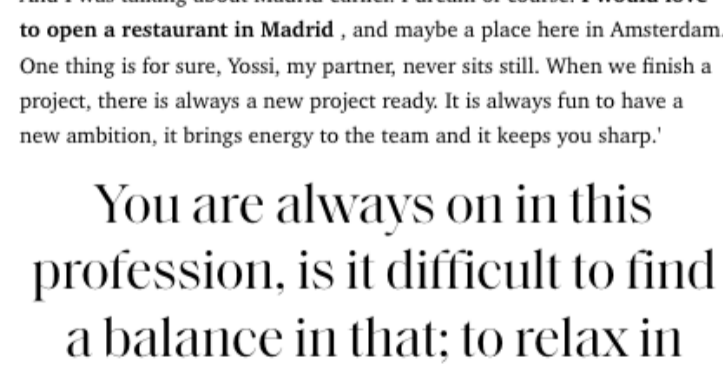 to open a restaurant in Madrid , and maybe a place here in Amsterdam.
One thing is for sure, Yossi, my partner, never sits still. When we finish a
project, there is always a new project ready. It is always fun to have a
new ambition, it brings energy to the team and it keeps you sharp.'
You are always on in this
profession, is it difficult to find
a balance in that; to relax in